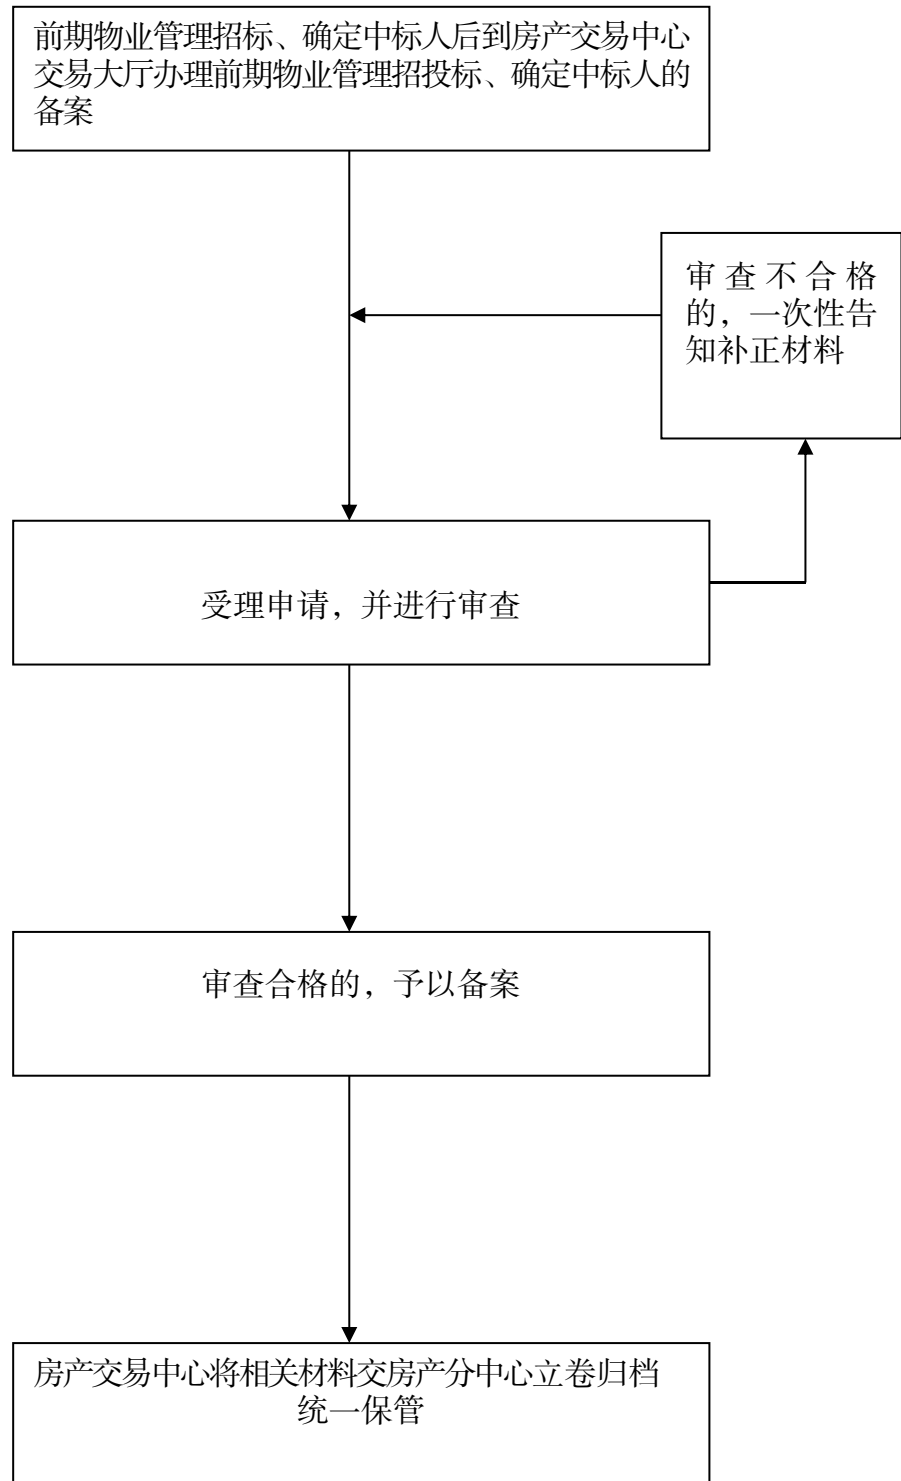 前期物业管理招标、确定中标人后到房产交易中心
交易大厅办理前期物业管理招投标、确定中标人的
备案
审查不合格
的，一次性告
知补正材料
受理申请，并进行审查
审查合格的，予以备案
房产交易中心将相关材料交房产分中心立卷归档
统一保管